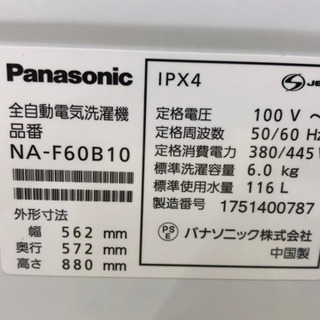 Panasonic
全自動電気洗濯機
品番
NA-F60B10
外形寸法
幅 562 mm
奥行 572 mm
高さ 880 mm
IPX4
定格電圧 100 V ~
定格周波数 50/60 Hz
定格消費電力 380/445
標準洗濯容量 6.0 kg
標準使用水量 116 L
製造番号 1751400787
PS
E
パナソニック株式会社
中国製